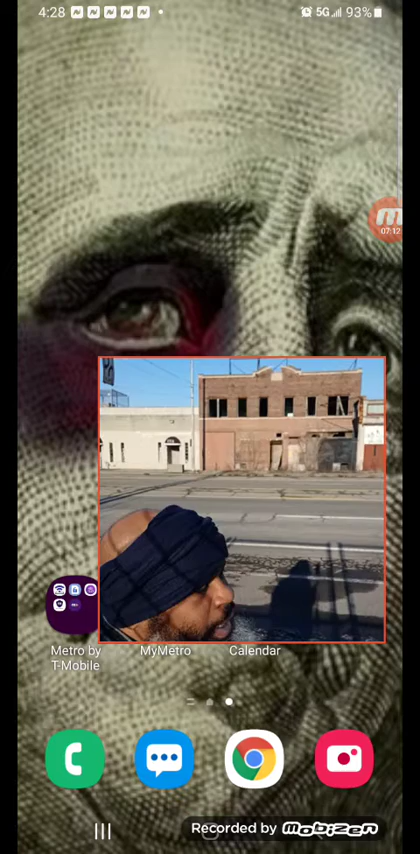 4:28
5G 93%
07:12
Metro by
T-Mobile
MyMetro
Calendar
Recorded by mobizen